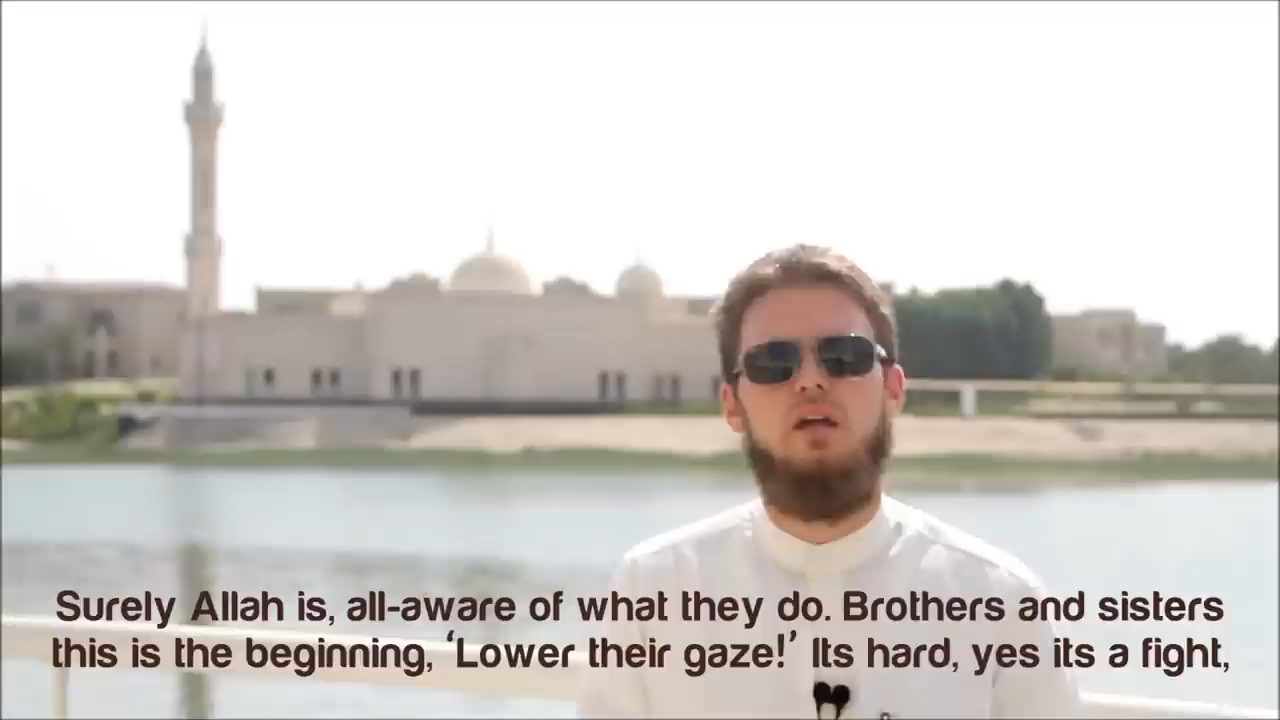 Surely Allah is, all-aware of what they do. Brothers and sisters
this is the beginning, ‘Lower their gaze!’ Its hard, yes its a fight,